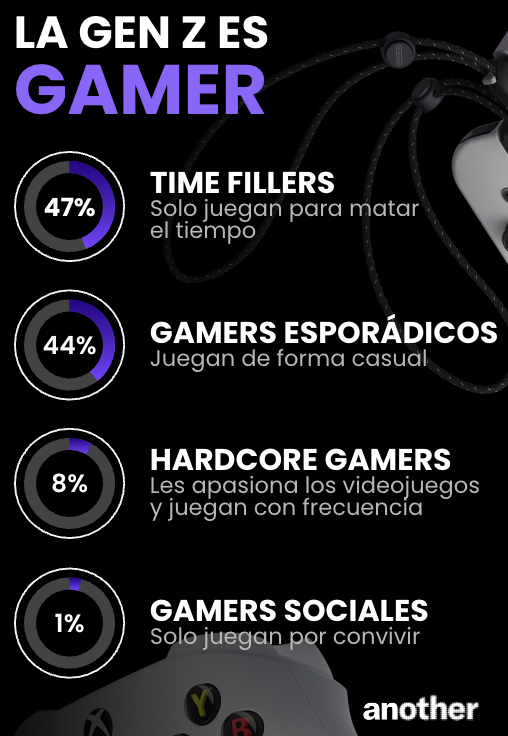 LA GEN Z ES
GAMER
47%
TIME FILLERS
Solo juegan para matar
el tiempo
44%
GAMERS ESPORÁDICOS
Juegan de forma casual
8%
HARDCORE GAMERS
Les apasiona los videojuegos
y juegan con frecuencia
1%
GAMERS SOCIALES
Solo juegan por convivir
Y
B
another